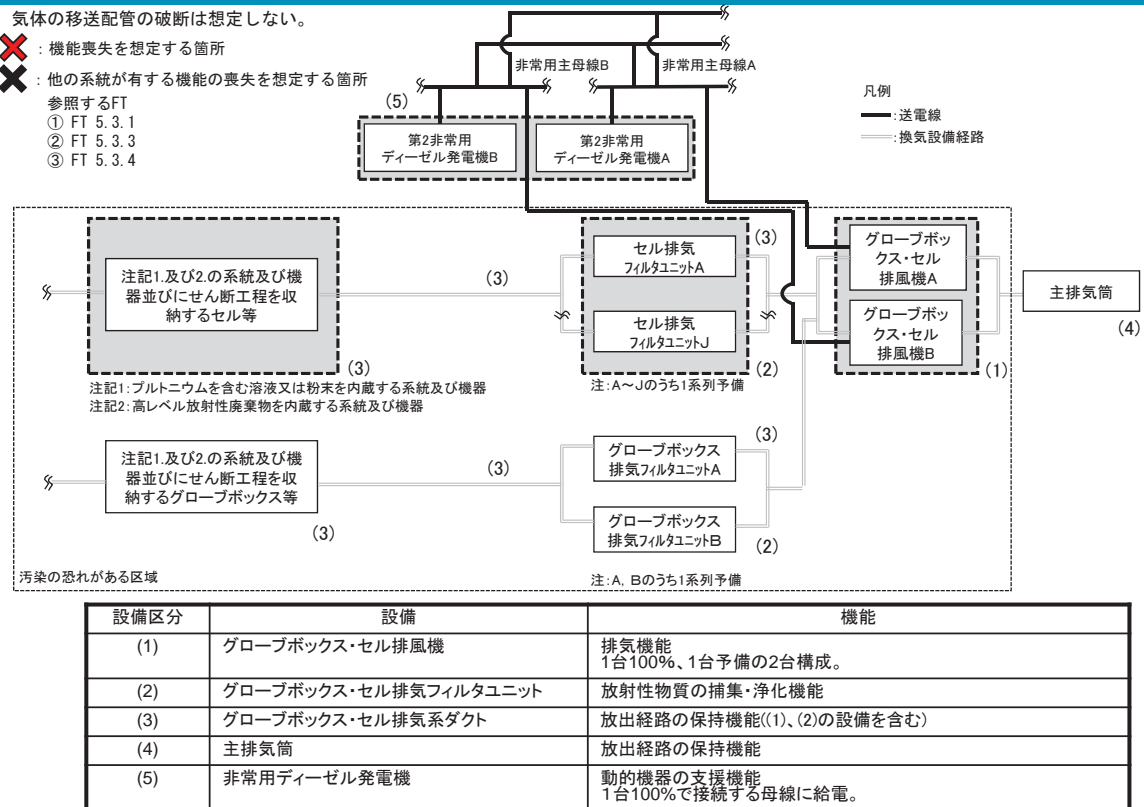 気体の移送配管の破断は想定しない。
：機能喪失を想定する箇所
：他の系統が有する機能の喪失を想定する箇所
参照するFT
① FT 5.3.1
② FT 5.3.3
③ FT 5.3.4
非常用主母線B
非常用主母線A
(5)
第2非常用
ディーゼル発電機B
第2非常用
ディーゼル発電機A
凡例
：送電線
：換気設備経路
注記1.及び2.の系統及び機
器並びにせん断工程を収
納するセル等
(3)
(3)
セル排気
フィルタユニットA
(3)
セル排気
フィルタユニットJ
(2)
グローブボッ
クス・セル
排風機A
グローブボッ
クス・セル
排風機B
(1)
主排気筒
(4)
注記1：プルトニウムを含む溶液又は粉末を内蔵する系統及び機器
注記2：高レベル放射性廃棄物を内蔵する系統及び機器
注：A～Jのうち1系列予備
注記1.及び2.の系統及び機
器並びにせん断工程を収
納するグローブボックス等
(3)
(3)
グローブボックス
排気フィルタユニットA
(3)
グローブボックス
排気フィルタユニットB
(2)
汚染の恐れがある区域
注：A, Bのうち1系列予備
設備区分 設備 機能
(1) グローブボックス・セル排風機 排気機能
1台100%、1台予備の2台構成。
(2) グローブボックス・セル排気フィルタユニット 放射性物質の捕集・浄化機能
(3) グローブボックス・セル排気系ダクト 放出経路の保持機能((1)、(2)の設備を含む)
(4) 主排気筒 放出経路の保持機能
(5) 非常用ディーゼル発電機 動的機器の支援機能
1台100%で接続する母線に給電。